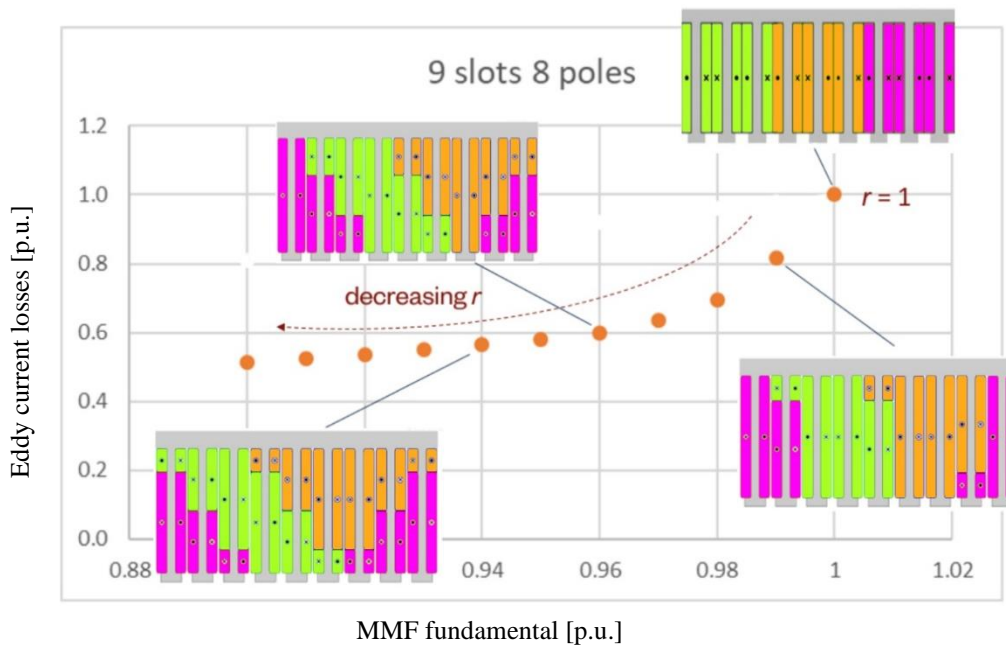 9 slots 8 poles
1.2
1.0
0.8
0.6
0.4
0.2
0.0
r = 1
decreasing r
0.88
0.94
0.96
0.98
1
1.02
Eddy current losses [p.u.]
MMF fundamental [p.u.]